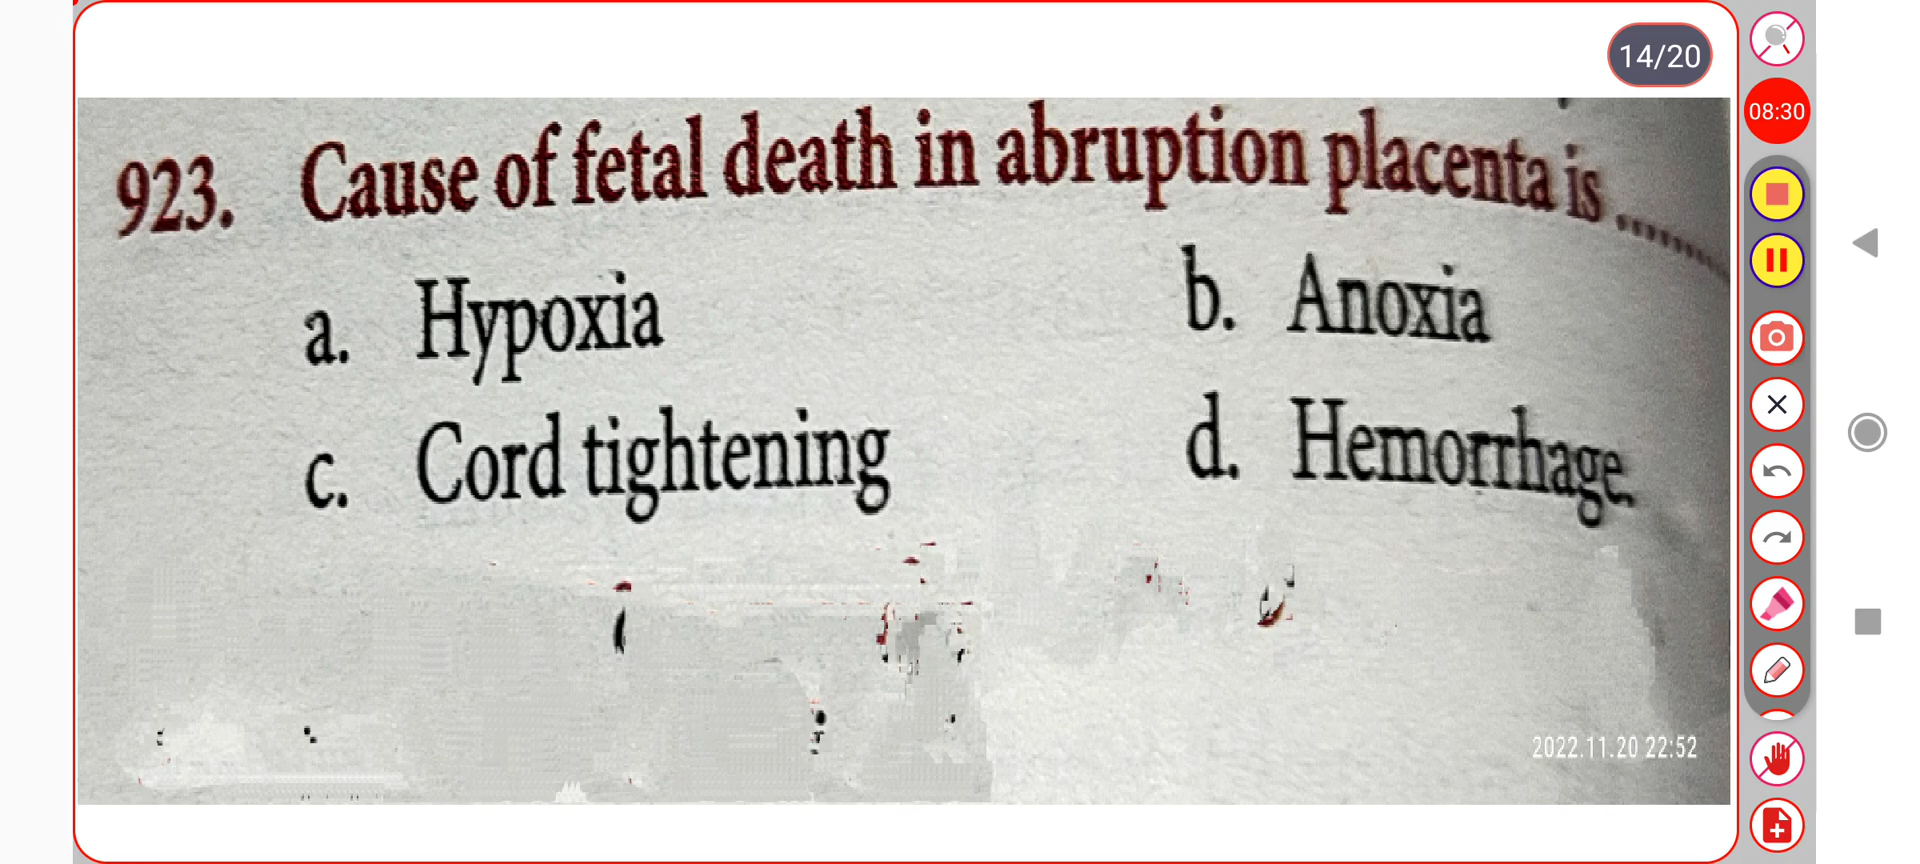 14/20
08:30
923. Cause of fetal death in abruption placenta is ........
a. Hypoxia
b. Anoxia
c. Cord tightening
d. Hemorrhage
2022.11.20 22:52